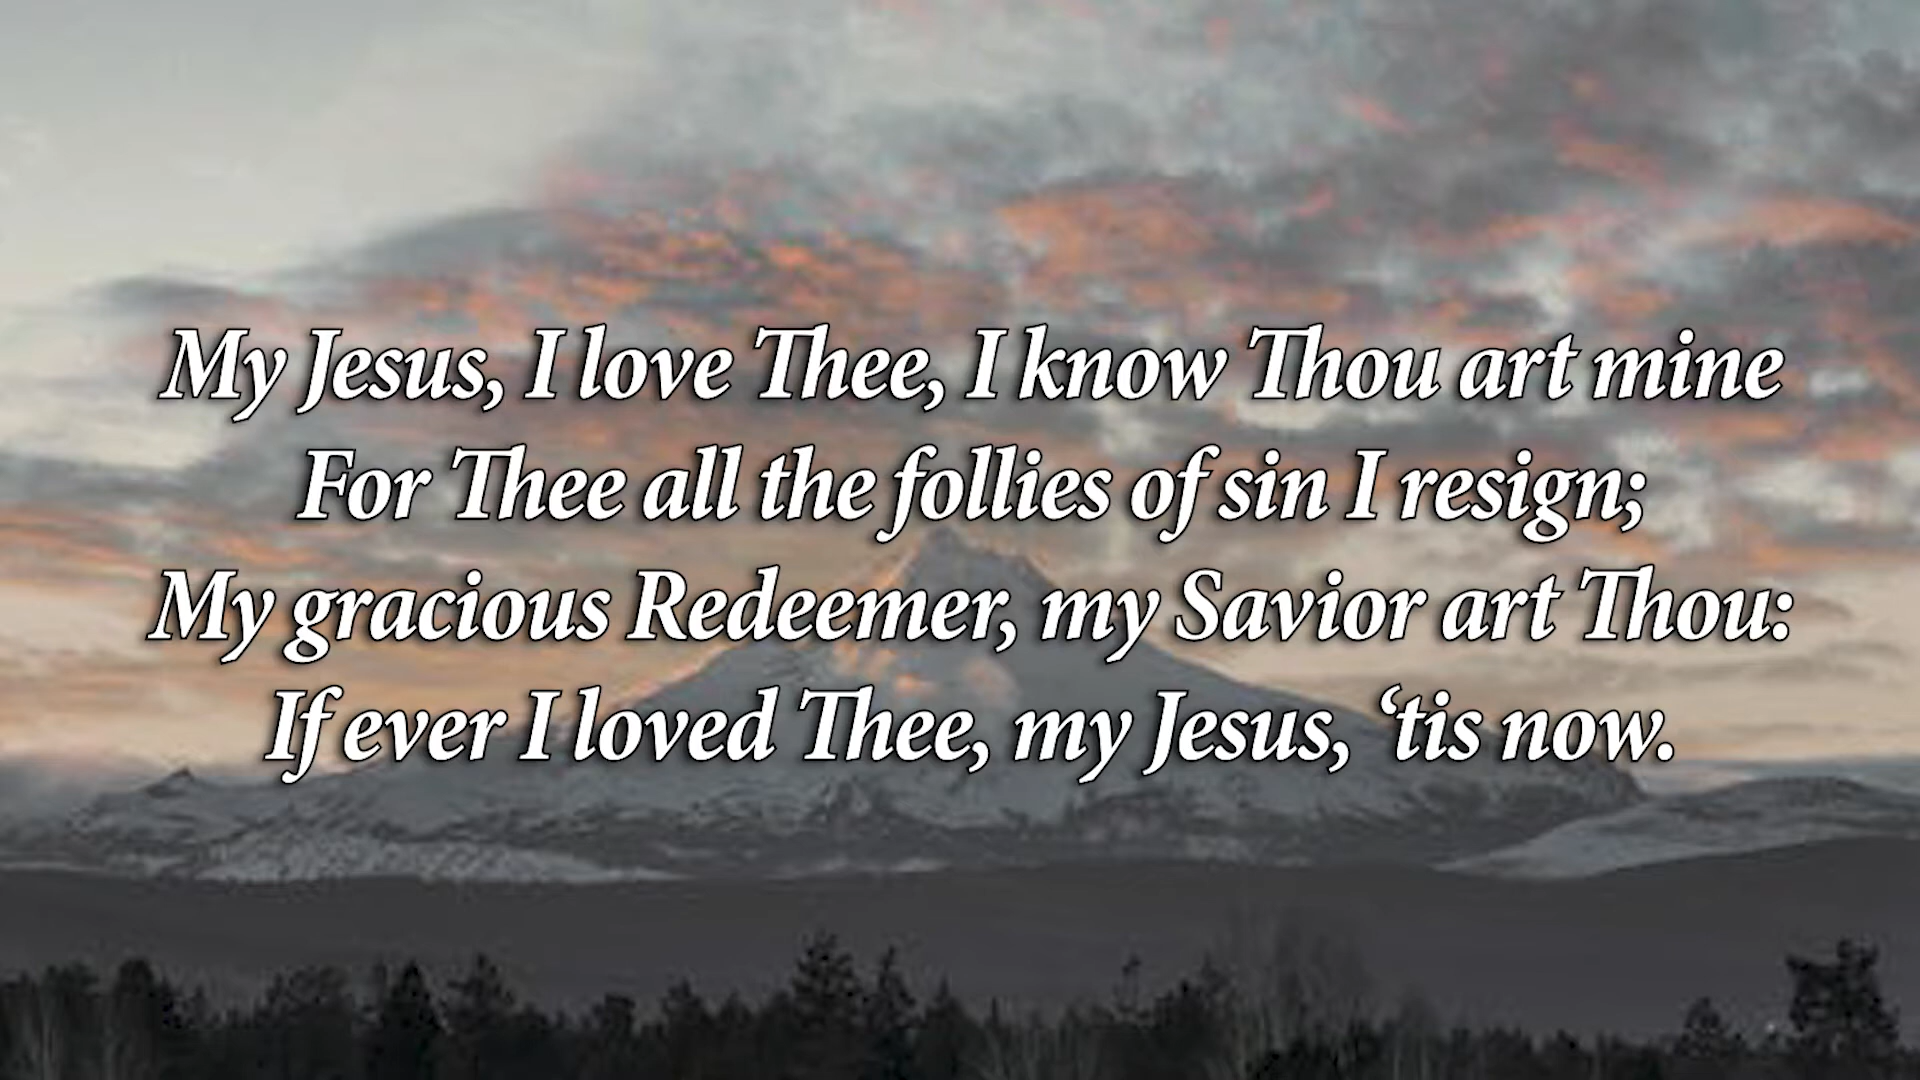 My Jesus, I love Thee, I know Thou art mine
For Thee all the follies of sin I resign;
My gracious Redeemer, my Savior art Thou:
If ever I loved Thee, my Jesus, ‘tis now.